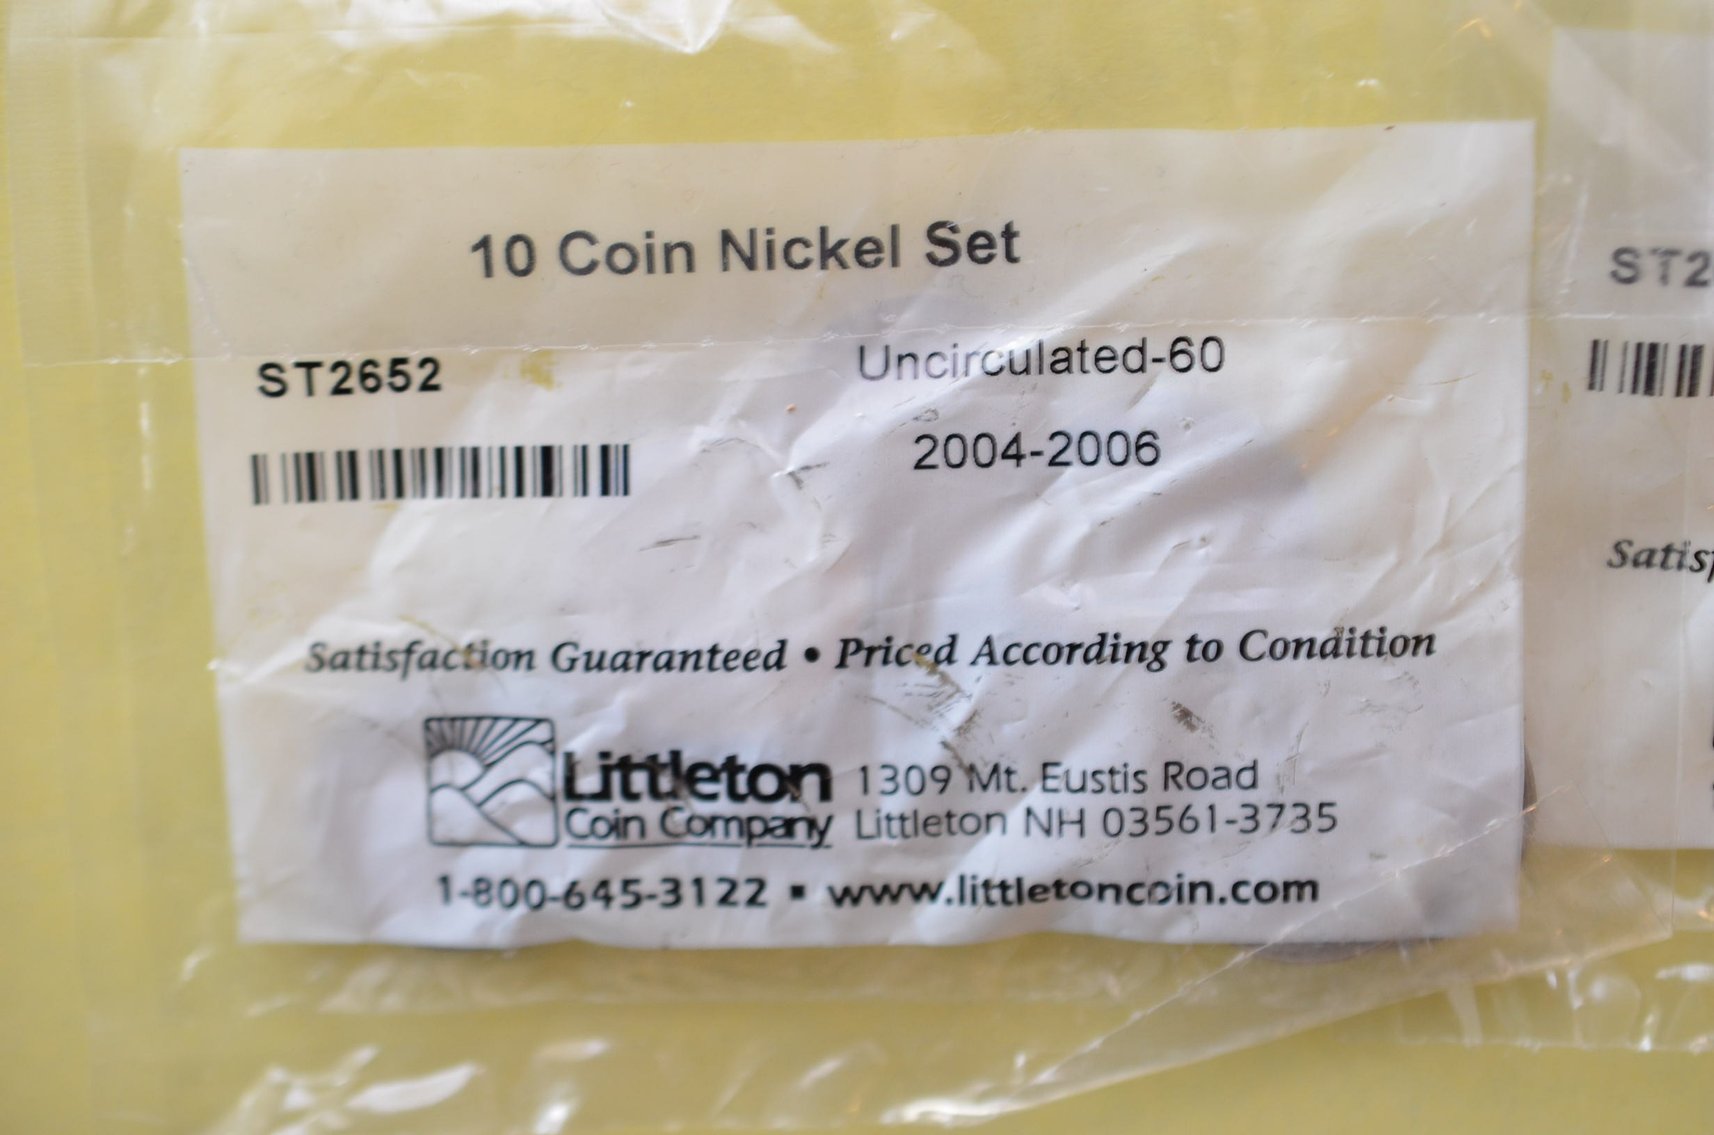 10 Coin Nickel Set
ST2652
Uncirculated-60
2004-2006
Satisfaction Guaranteed • Priced According to Condition
Littleton
Coin Company
1309 Mt. Eustis Road
Littleton NH 03561-3735
1-800-645-3122 ▪ www.littletoncoin.com
ST2